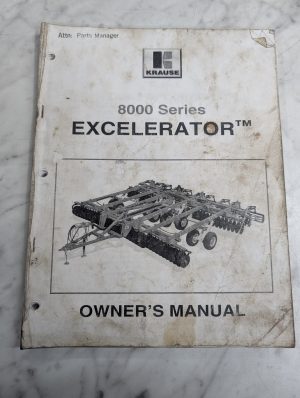 Attn: Parts Manager
KRAUSE
8000 Series
EXCELERATOR™
OWNER'S MANUAL